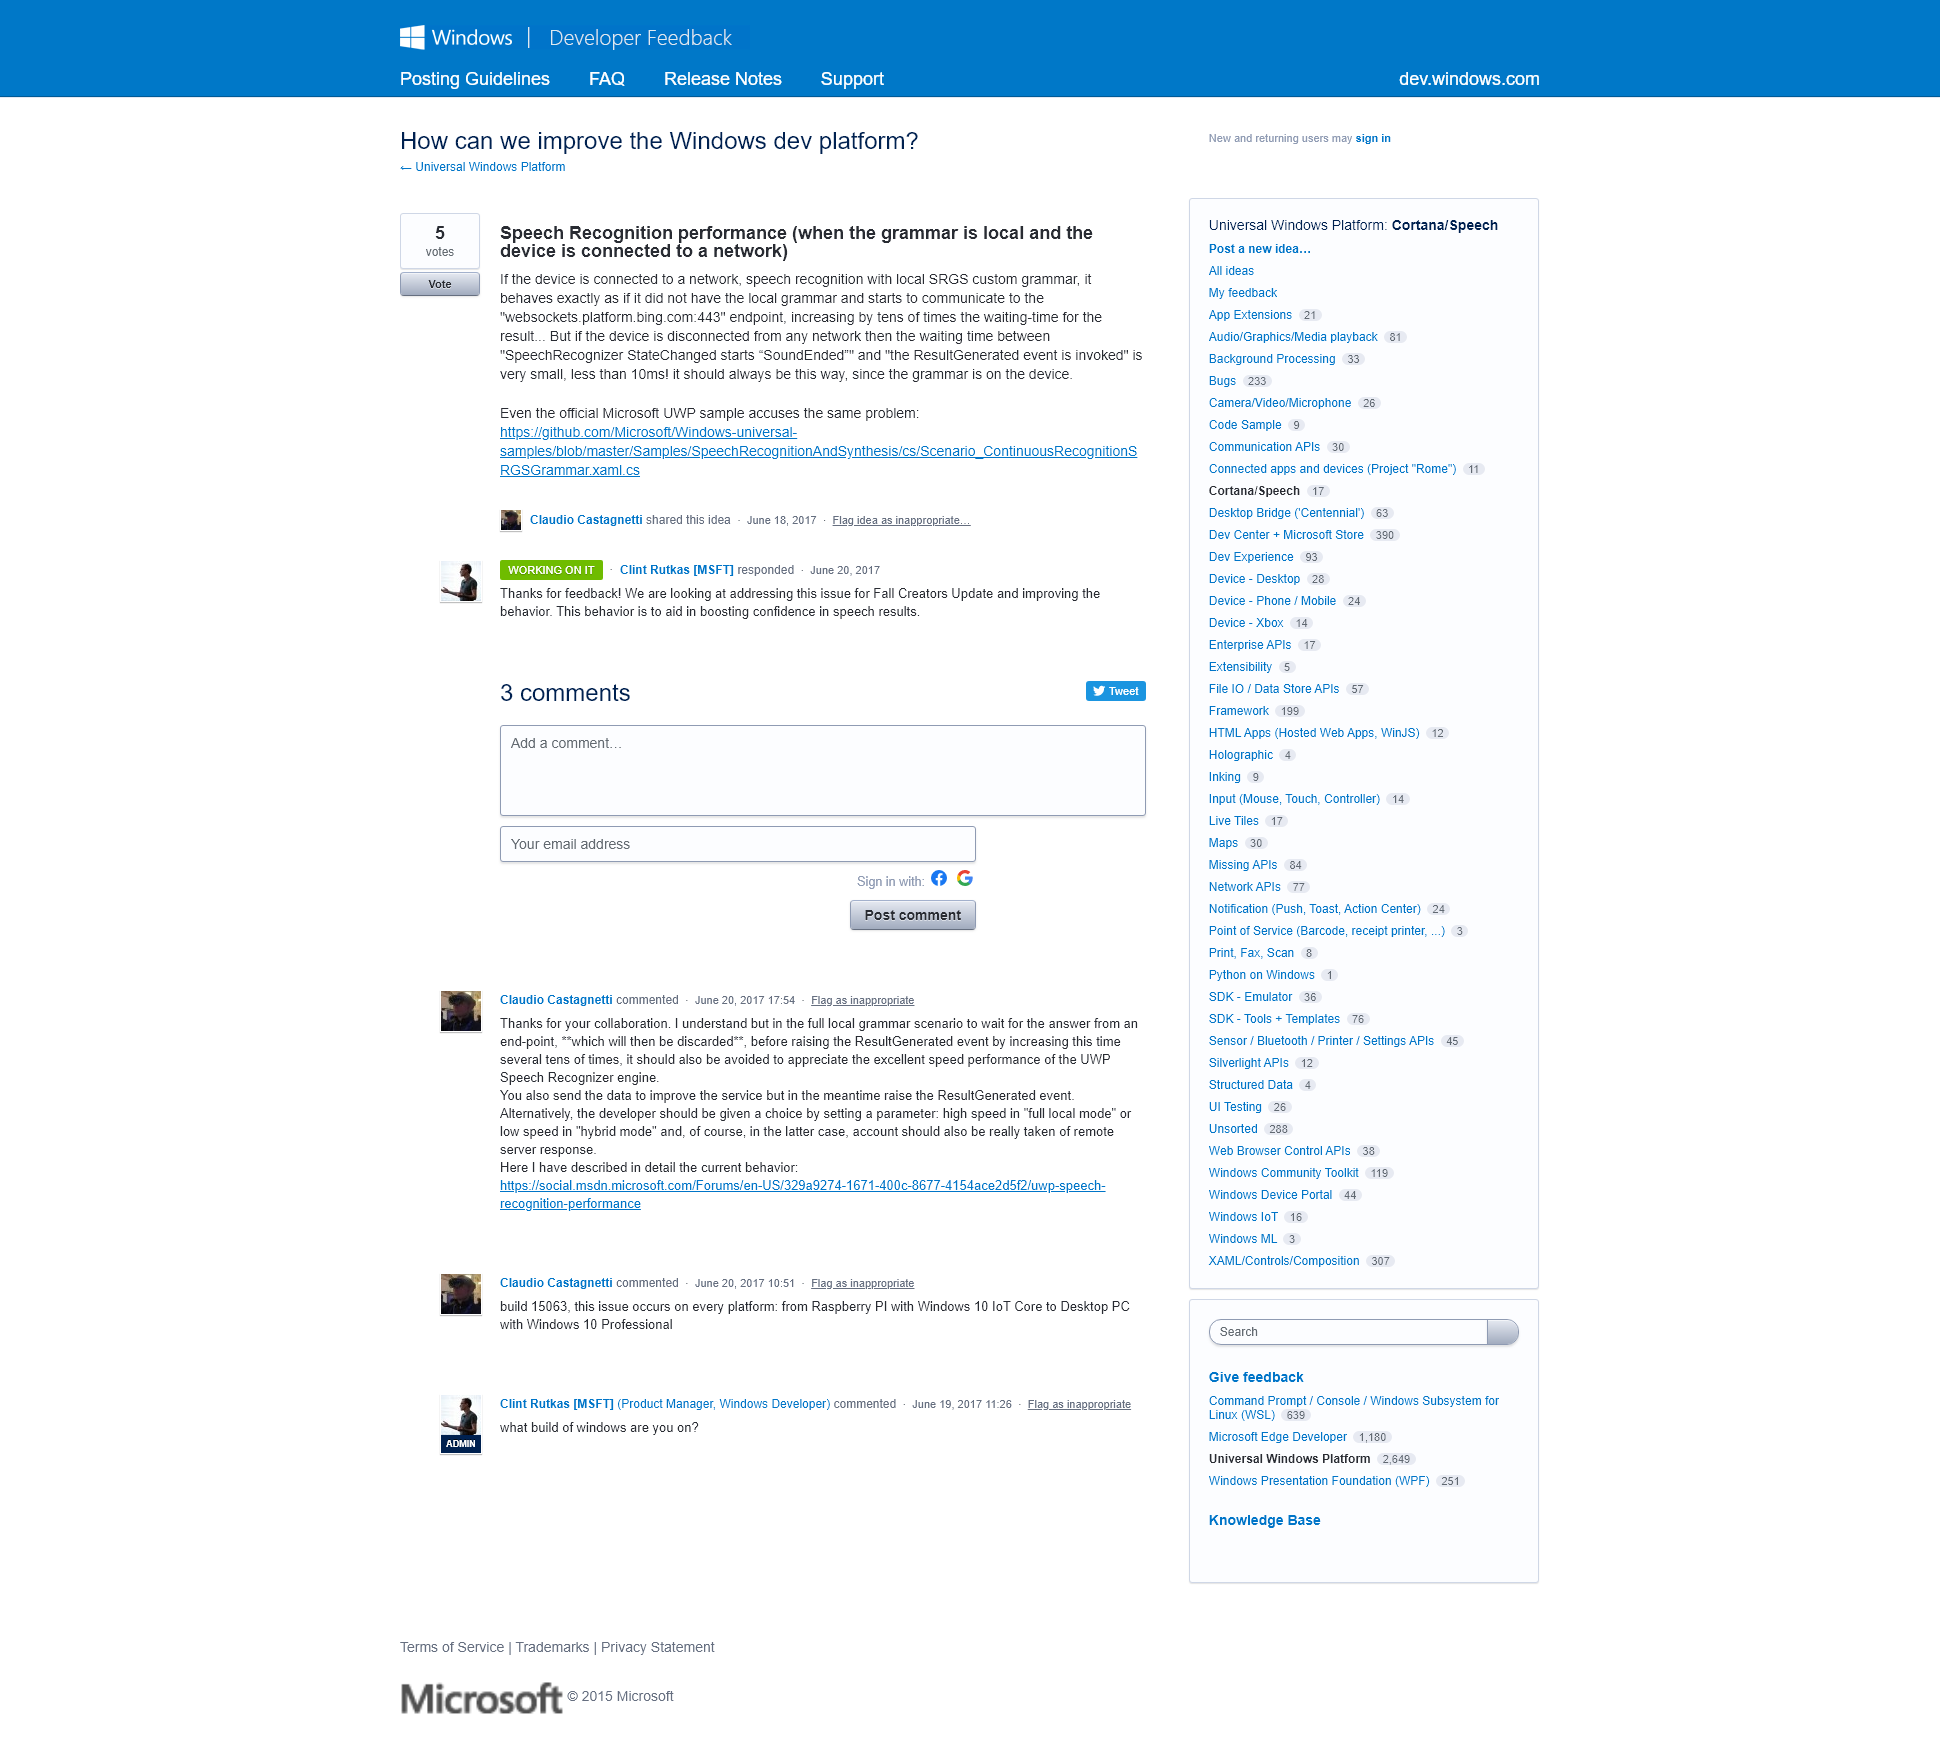 Windows | Developer Feedback
Posting Guidelines FAQ Release Notes Support dev.windows.com
How can we improve the Windows dev platform?
New and returning users may sign in
← Universal Windows Platform
5
votes
Vote
Speech Recognition performance (when the grammar is local and the
device is connected to a network)
If the device is connected to a network, speech recognition with local SRGS custom grammar, it
behaves exactly as if it did not have the local grammar and starts to communicate to the
"websockets.platform.bing.com:443" endpoint, increasing by tens of times the waiting-time for the
result... But if the device is disconnected from any network then the waiting time between
"SpeechRecognizer StateChanged starts “SoundEnded”" and "the ResultGenerated event is invoked" is
very small, less than 10ms! it should always be this way, since the grammar is on the device.
Even the official Microsoft UWP sample accuses the same problem:
https://github.com/Microsoft/Windows-universal-
samples/blob/master/Samples/SpeechRecognitionAndSynthesis/cs/Scenario_ContinuousRecognitionS
RGSGrammar.xaml.cs
Claudio Castagnetti shared this idea · June 18, 2017 · Flag idea as inappropriate…
WORKING ON IT · Clint Rutkas [MSFT] responded · June 20, 2017
Thanks for feedback! We are looking at addressing this issue for Fall Creators Update and improving the
behavior. This behavior is to aid in boosting confidence in speech results.
3 comments
Tweet
Add a comment…
Your email address
Sign in with:
Post comment
Claudio Castagnetti commented · June 20, 2017 17:54 · Flag as inappropriate
Thanks for your collaboration. I understand but in the full local grammar scenario to wait for the answer from an
end-point, **which will then be discarded**, before raising the ResultGenerated event by increasing this time
several tens of times, it should also be avoided to appreciate the excellent speed performance of the UWP
Speech Recognizer engine.
You also send the data to improve the service but in the meantime raise the ResultGenerated event.
Alternatively, the developer should be given a choice by setting a parameter: high speed in "full local mode" or
low speed in "hybrid mode" and, of course, in the latter case, account should also be really taken of remote
server response.
Here I have described in detail the current behavior:
https://social.msdn.microsoft.com/Forums/en-US/329a9274-1671-400c-8677-4154ace2d5f2/uwp-speech-
recognition-performance
Claudio Castagnetti commented · June 20, 2017 10:51 · Flag as inappropriate
build 15063, this issue occurs on every platform: from Raspberry PI with Windows 10 IoT Core to Desktop PC
with Windows 10 Professional
Clint Rutkas [MSFT] (Product Manager, Windows Developer) commented · June 19, 2017 11:26 · Flag as inappropriate
what build of windows are you on?
ADMIN
Universal Windows Platform: Cortana/Speech
Post a new idea…
All ideas
My feedback
App Extensions 21
Audio/Graphics/Media playback 81
Background Processing 33
Bugs 233
Camera/Video/Microphone 26
Code Sample 9
Communication APIs 30
Connected apps and devices (Project "Rome") 11
Cortana/Speech 17
Desktop Bridge ('Centennial') 63
Dev Center + Microsoft Store 390
Dev Experience 93
Device - Desktop 28
Device - Phone / Mobile 24
Device - Xbox 14
Enterprise APIs 17
Extensibility 5
File IO / Data Store APIs 57
Framework 199
HTML Apps (Hosted Web Apps, WinJS) 12
Holographic 4
Inking 9
Input (Mouse, Touch, Controller) 14
Live Tiles 17
Maps 30
Missing APIs 84
Network APIs 77
Notification (Push, Toast, Action Center) 24
Point of Service (Barcode, receipt printer, ...) 3
Print, Fax, Scan 8
Python on Windows 1
SDK - Emulator 36
SDK - Tools + Templates 76
Sensor / Bluetooth / Printer / Settings APIs 45
Silverlight APIs 12
Structured Data 4
UI Testing 26
Unsorted 288
Web Browser Control APIs 38
Windows Community Toolkit 119
Windows Device Portal 44
Windows IoT 16
Windows ML 3
XAML/Controls/Composition 307
Search
Give feedback
Command Prompt / Console / Windows Subsystem for
Linux (WSL) 639
Microsoft Edge Developer 1,180
Universal Windows Platform 2,649
Windows Presentation Foundation (WPF) 251
Knowledge Base
Terms of Service | Trademarks | Privacy Statement
Microsoft © 2015 Microsoft